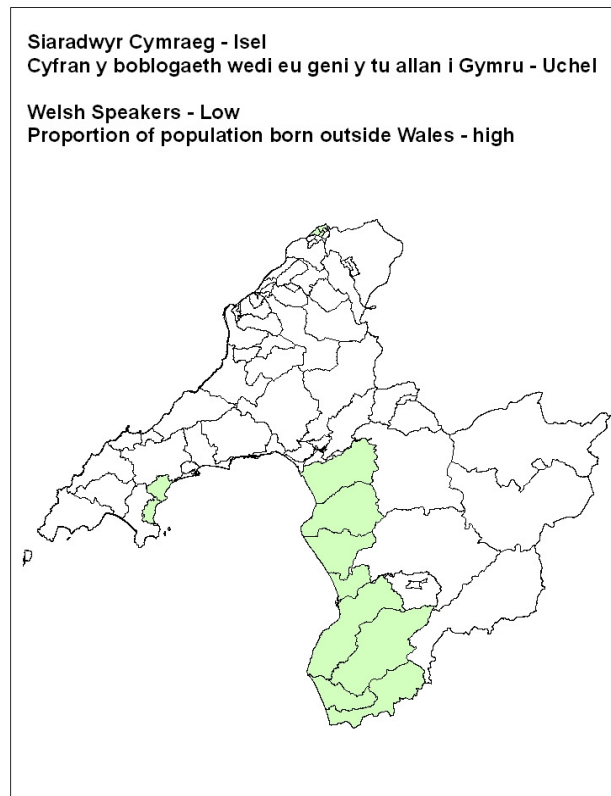 Siaradwyr Cymraeg - Isel
Cyfran y boblogaeth wedi eu geni y tu allan i Gymru - Uchel
Welsh Speakers - Low
Proportion of population born outside Wales - high